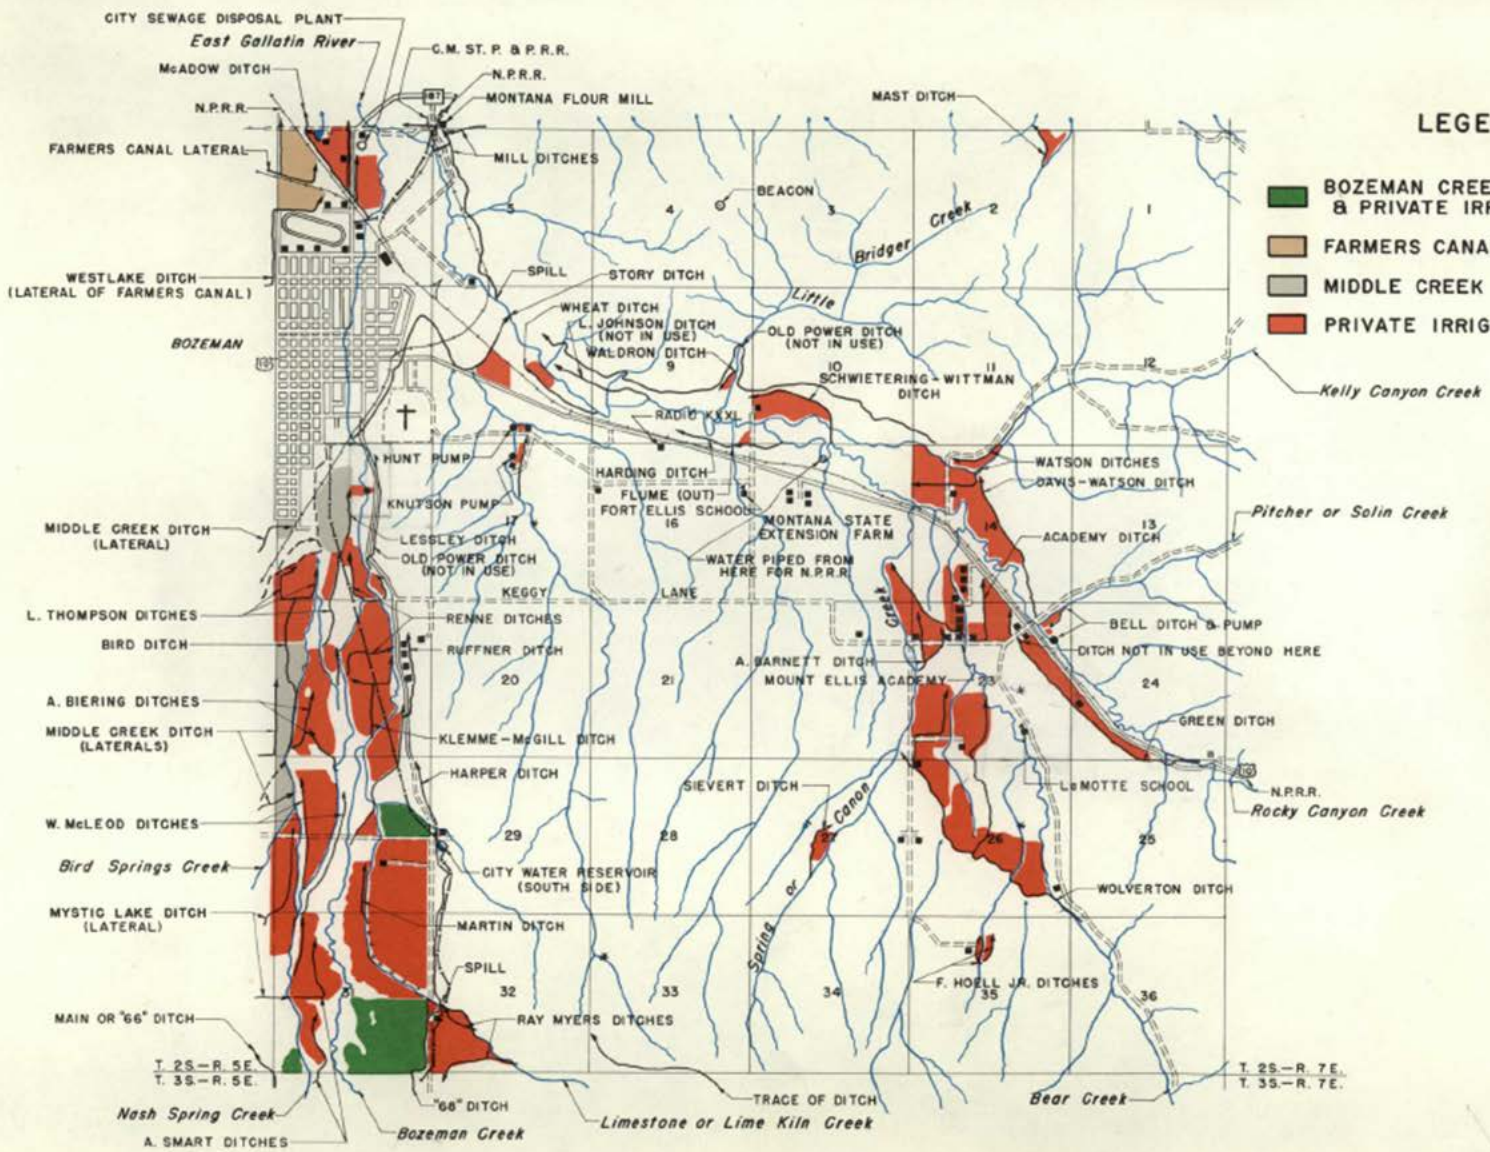 CITY SEWAGE DISPOSAL PLANT
East Gallatin River
C.M. ST. P. & P. R.R.
McADOW DITCH
N.P.R.R.
N.P.R.R.
187
MONTANA FLOUR MILL
MAST DITCH
LEGE
FARMERS CANAL LATERAL
MILL DITCHES
BOZEMAN CREE
& PRIVATE IRR
FARMERS CANA
MIDDLE CREEK
PRIVATE IRRIG
BEACON
5
4
3
2
1
Bridger Creek
Little
WESTLAKE DITCH
(LATERAL OF FARMERS CANAL)
SPILL
STORY DITCH
WHEAT DITCH
L. JOHNSON DITCH
(NOT IN USE)
WALDRON DITCH
OLD POWER DITCH
(NOT IN USE)
BOZEMAN
9
10
11
12
SCHWIETERING-WITTMAN
DITCH
Kelly Canyon Creek
RADIO KXXL
HUNT PUMP
HARDING DITCH
WATSON DITCHES
DAVIS-WATSON DITCH
KNUTSON PUMP
FLUME (OUT)
FORT ELLIS SCHOOL
17
16
14
13
Pitcher or Solin Creek
MIDDLE CREEK DITCH
(LATERAL)
LESSLEY DITCH
MONTANA STATE
EXTENSION FARM
ACADEMY DITCH
OLD POWER DITCH
(NOT IN USE)
WATER PIPED FROM
HERE FOR N.P.R.R.
KEGGY LANE
Creek
L. THOMPSON DITCHES
RENNE DITCHES
BELL DITCH & PUMP
BIRD DITCH
RUFFNER DITCH
DITCH NOT IN USE BEYOND HERE
A. BARNETT DITCH
MOUNT ELLIS ACADEMY
20
21
23
24
A. BIERING DITCHES
GREEN DITCH
MIDDLE CREEK DITCH
(LATERALS)
KLEMME-McGILL DITCH
HARPER DITCH
SIEVERT DITCH
LaMOTTE SCHOOL
10
N.P.R.R.
Rocky Canyon Creek
W. McLEOD DITCHES
29
28
27
26
25
Spring or Canon
Bird Springs Creek
CITY WATER RESERVOIR
(SOUTH SIDE)
WOLVERTON DITCH
MYSTIC LAKE DITCH
(LATERAL)
MARTIN DITCH
SPILL
F. HOELL JR. DITCHES
32
33
34
35
36
MAIN OR "66" DITCH
RAY MYERS DITCHES
T. 2S.-R. 5E.
T. 3S.-R. 5E.
T. 2S.-R. 7E.
T. 3S.-R. 7E.
Nash Spring Creek
"68" DITCH
TRACE OF DITCH
Bear Creek
A. SMART DITCHES
Bozeman Creek
Limestone or Lime Kiln Creek